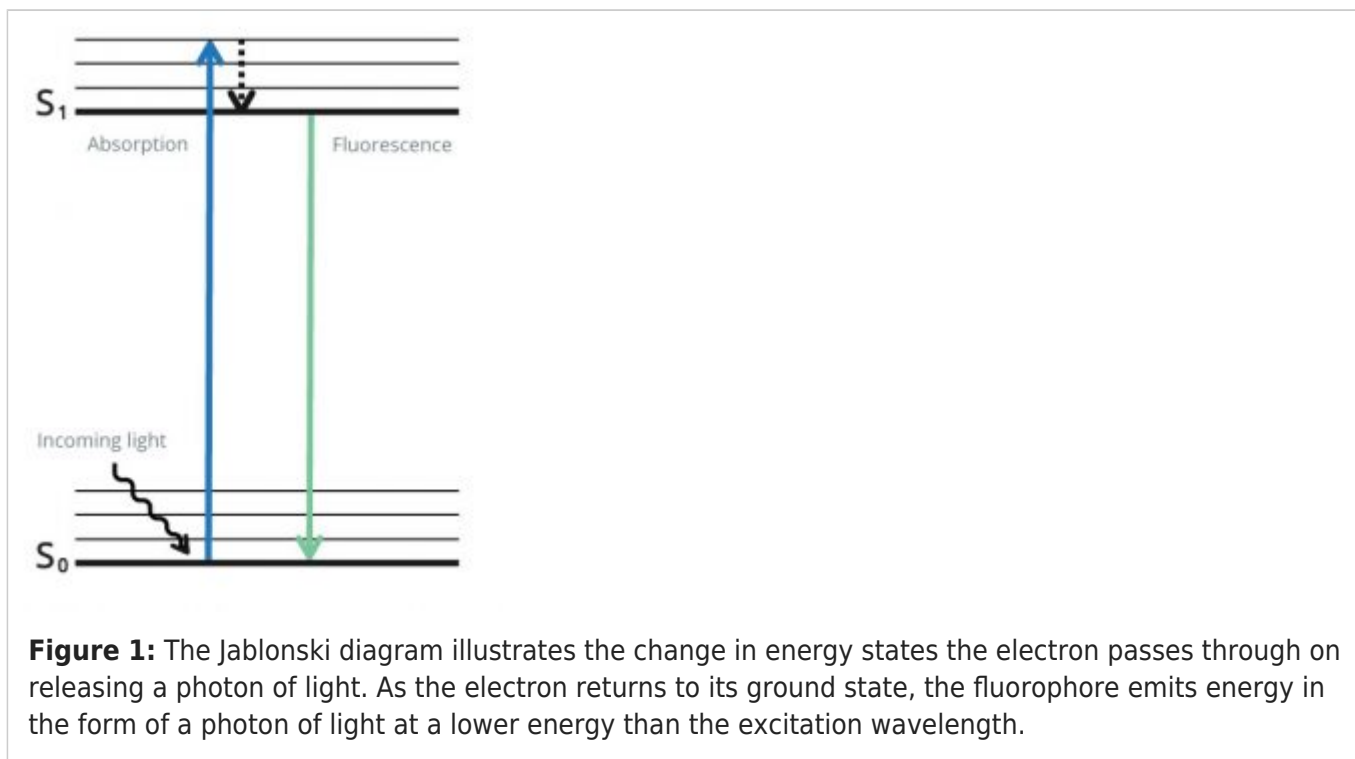 S₁
Absorption
Fluorescence
Incoming light
S₀
Figure 1: The Jablonski diagram illustrates the change in energy states the electron passes through on
releasing a photon of light. As the electron returns to its ground state, the fluorophore emits energy in
the form of a photon of light at a lower energy than the excitation wavelength.